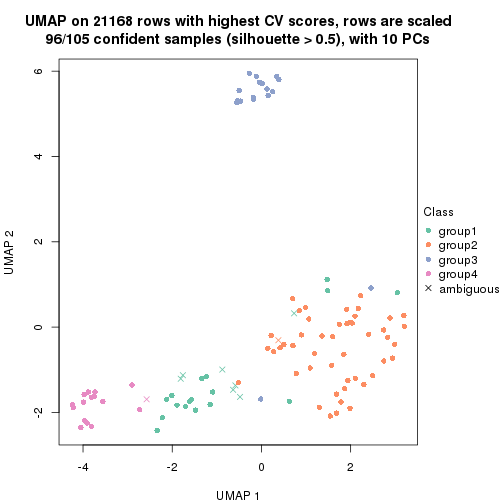 UMAP on 21168 rows with highest CV scores, rows are scaled
96/105 confident samples (silhouette > 0.5), with 10 PCs
6
4
2
0
-2
UMAP 2
-4
-2
0
2
UMAP 1
Class
group1
group2
group3
group4
ambiguous